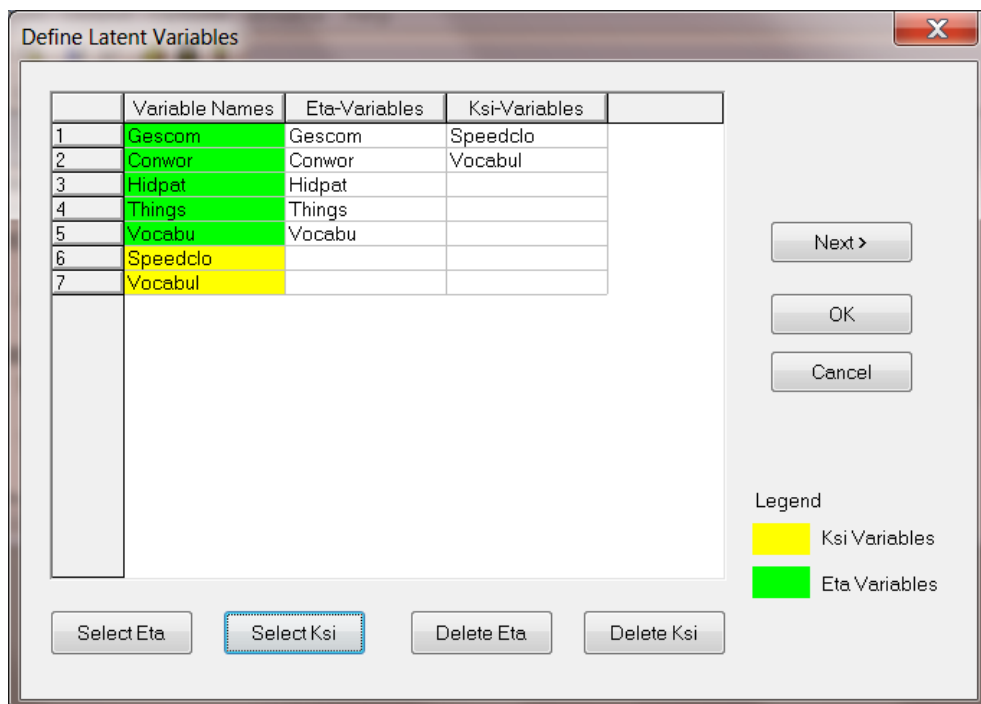 Define Latent Variables
X
Variable Names Eta-Variables Ksi-Variables
1 Gescom Gescom Speedclo
2 Conwor Conwor Vocabul
3 Hidpat Hidpat
4 Things Things
5 Vocabu Vocabu
6 Speedclo
7 Vocabul
Next >
OK
Cancel
Legend
Ksi Variables
Eta Variables
Select Eta Select Ksi Delete Eta Delete Ksi